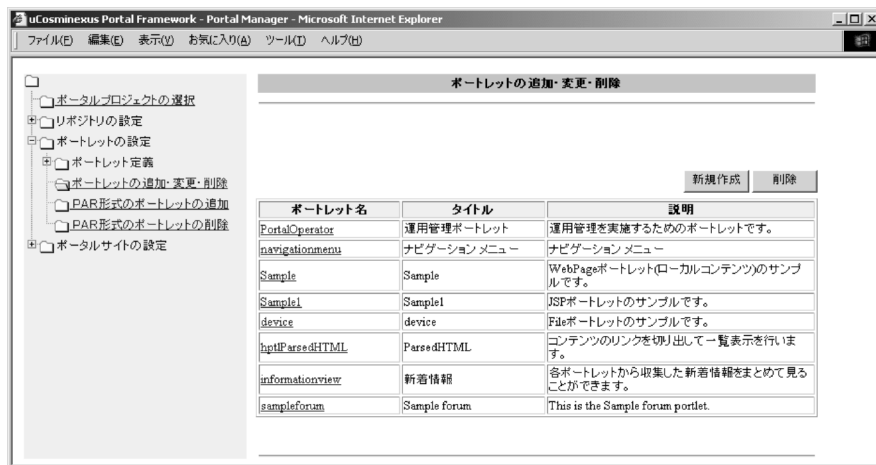 uCosminexus Portal Framework - Portal Manager - Microsoft Internet Explorer
ファイル(F) 編集(E) 表示(V) お気に入り(A) ツール(T) ヘルプ(H)
ポータルプロジェクトの選択
リポジトリの設定
ポートレットの設定
ポートレット定義
ポートレットの追加・変更・削除
PAR形式のポートレットの追加
PAR形式のポートレットの削除
ポータルサイトの設定
ポートレットの追加・変更・削除
新規作成 削除
ポートレット名 タイトル 説明
PortalOperator 運用管理ポートレット 運用管理を実施するためのポートレットです。
navigationmenu ナビゲーション メニュー ナビゲーション メニュー
Sample Sample WebPageポートレット(ローカルコンテンツ)のサンプ
ルです。
Sample1 Sample1 JSPポートレットのサンプルです。
device device Fileポートレットのサンプルです。
hptlParsedHTML ParsedHTML コンテンツのリンクを切り出して一覧表示を行いま
す。
informationview 新着情報 各ポートレットから収集した新着情報をまとめて見る
ことができます。
sampleforum Sample forum This is the Sample forum portlet.